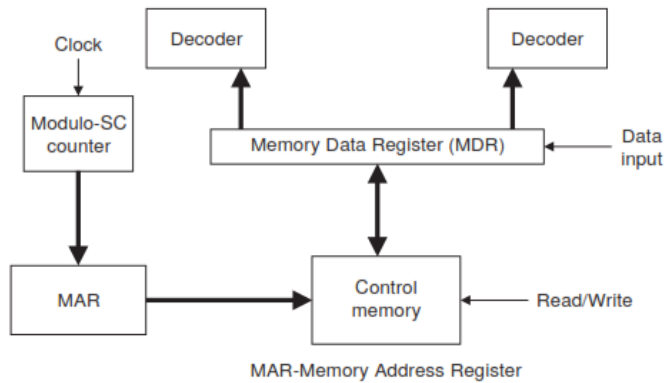 Decoder
Decoder
Clock
Modulo-SC
counter
Memory Data Register (MDR)
Data
input
MAR
Control
memory
Read/Write
MAR-Memory Address Register